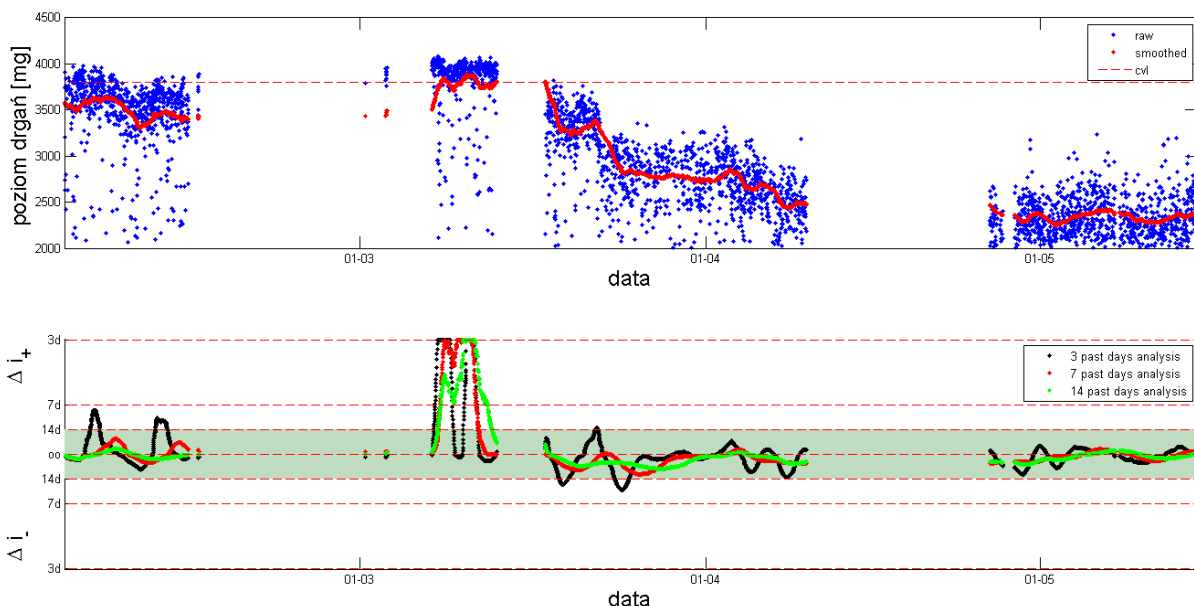 4500
4000
3500
3000
2500
2000
poziom drgań [mg]
raw
smoothed
cvl
01-03
01-04
01-05
data
Δ i+
Δ i-
3d
7d
14d
oo
14d
7d
3d
3 past days analysis
7 past days analysis
14 past days analysis
01-03
01-04
01-05
data